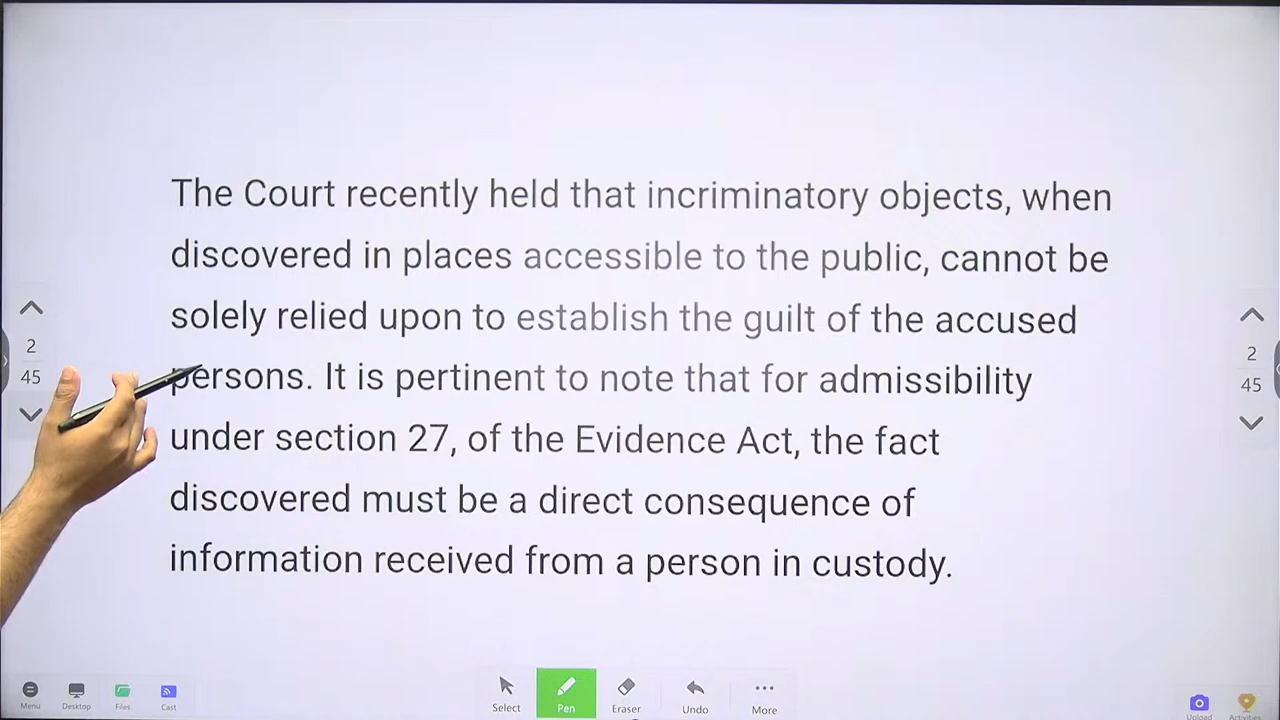 The Court recently held that incriminatory objects, when
discovered in places accessible to the public, cannot be
solely relied upon to establish the guilt of the accused
persons. It is pertinent to note that for admissibility
under section 27, of the Evidence Act, the fact
discovered must be a direct consequence of
information received from a person in custody.
2
45
2
45
Menu
Desktop
Files
Cast
Select
Pen
Eraser
Undo
More
Upload
Activities